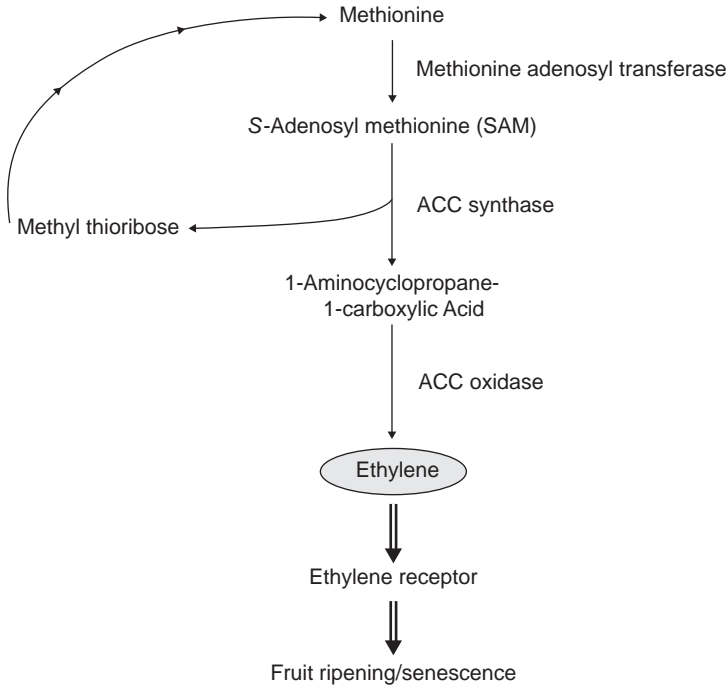 Methionine
Methionine adenosyl transferase
S-Adenosyl methionine (SAM)
ACC synthase
Methyl thioribose
1-Aminocyclopropane-
1-carboxylic Acid
ACC oxidase
Ethylene
Ethylene receptor
Fruit ripening/senescence